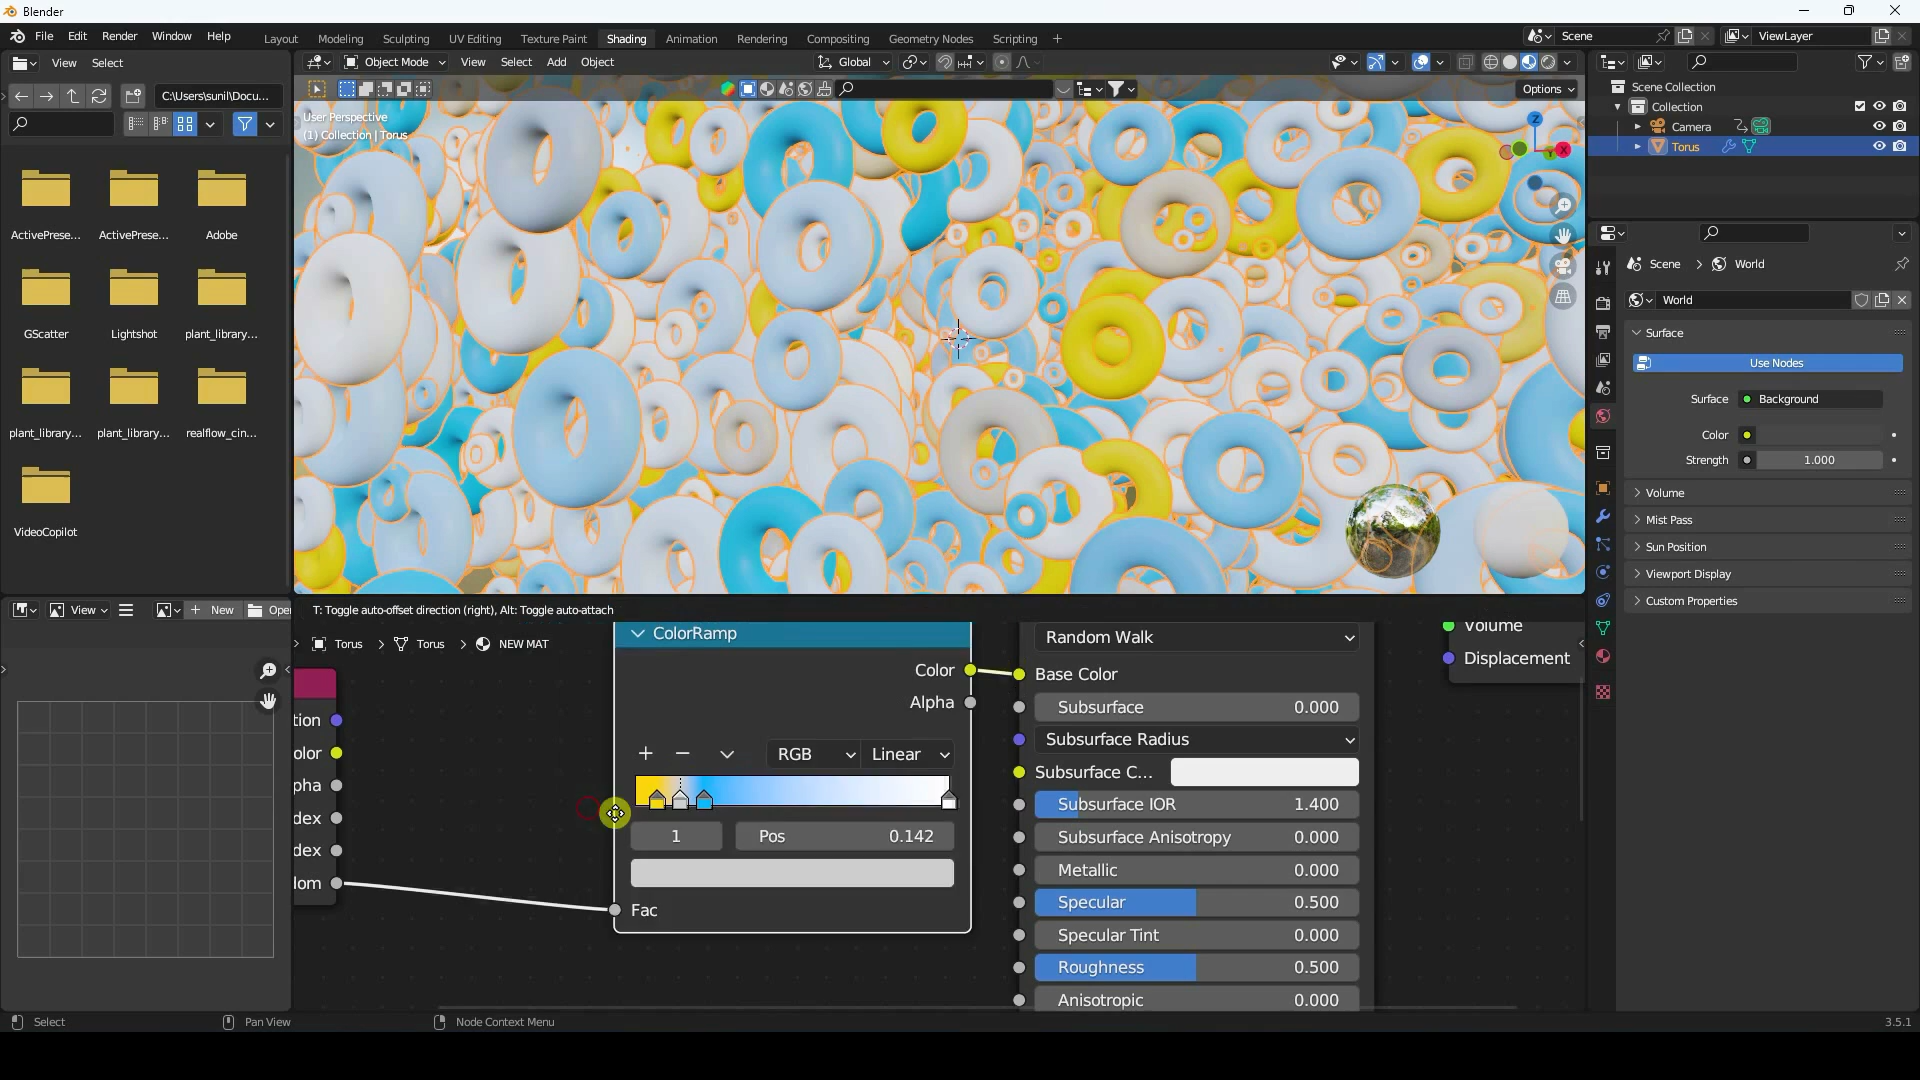 Blender
File Edit Render Window Help
Layout Modeling Sculpting UV Editing Texture Paint Shading Animation Rendering Compositing Geometry Nodes Scripting +
Scene
ViewLayer
View Select
Object Mode View Select Add Object
Global
C:\Users\sunil\Docu...
Options
User Perspective
(1) Collection | Torus
Z
X
Y
Scene Collection
Collection
Camera
Torus
ActivePrese... ActivePrese... Adobe
GScatter Lightshot plant_library...
plant_library... plant_library... realflow_cin...
VideoCopilot
Scene > World
World
Surface
Use Nodes
Surface Background
Color
Strength 1.000
Volume
Mist Pass
Sun Position
Viewport Display
Custom Properties
View
+ New
Open
T: Toggle auto-offset direction (right), Alt: Toggle auto-attach
Torus > Torus > NEW MAT
tion
olor
pha
dex
dex
lom
ColorRamp
Color
Alpha
RGB Linear
1 Pos 0.142
Fac
Random Walk
Base Color
Subsurface 0.000
Subsurface Radius
Subsurface C...
Subsurface IOR 1.400
Subsurface Anisotropy 0.000
Metallic 0.000
Specular 0.500
Specular Tint 0.000
Roughness 0.500
Anisotropic 0.000
Volume
Displacement
Select
Pan View
Node Context Menu
3.5.1